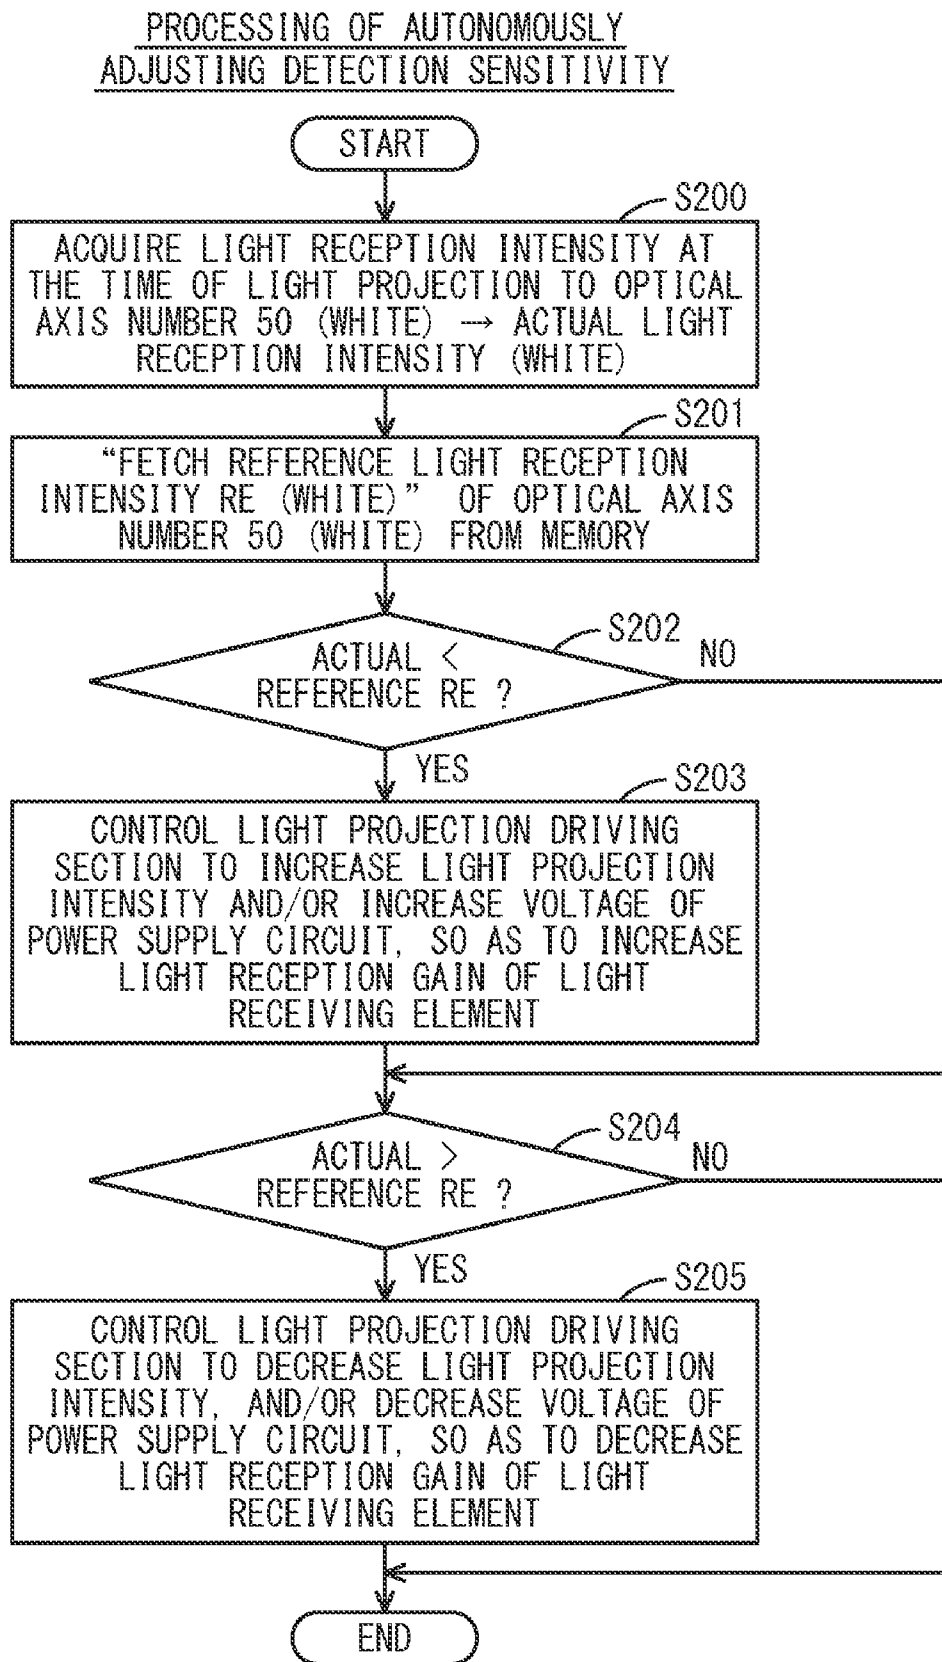 PROCESSING OF AUTONOMOUSLY
ADJUSTING DETECTION SENSITIVITY
START
S200
ACQUIRE LIGHT RECEPTION INTENSITY AT
THE TIME OF LIGHT PROJECTION TO OPTICAL
AXIS NUMBER 50 (WHITE) → ACTUAL LIGHT
RECEPTION INTENSITY (WHITE)
S201
“FETCH REFERENCE LIGHT RECEPTION
INTENSITY RE (WHITE)” OF OPTICAL AXIS
NUMBER 50 (WHITE) FROM MEMORY
S202
ACTUAL <
REFERENCE RE ?
NO
YES
S203
CONTROL LIGHT PROJECTION DRIVING
SECTION TO INCREASE LIGHT PROJECTION
INTENSITY AND/OR INCREASE VOLTAGE OF
POWER SUPPLY CIRCUIT, SO AS TO INCREASE
LIGHT RECEPTION GAIN OF LIGHT
RECEIVING ELEMENT
S204
ACTUAL >
REFERENCE RE ?
NO
YES
S205
CONTROL LIGHT PROJECTION DRIVING
SECTION TO DECREASE LIGHT PROJECTION
INTENSITY, AND/OR DECREASE VOLTAGE OF
POWER SUPPLY CIRCUIT, SO AS TO DECREASE
LIGHT RECEPTION GAIN OF LIGHT
RECEIVING ELEMENT
END